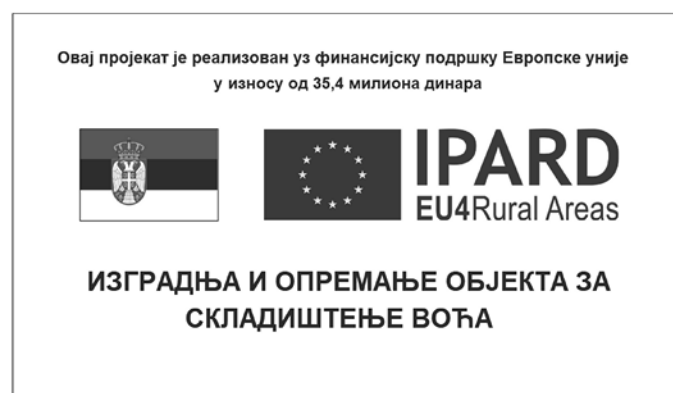 Овај пројекат је реализован уз финансијску подршку Европске уније
у износу од 35,4 милиона динара
IPARD
EU4Rural Areas
ИЗГРАДЊА И ОПРЕМАЊЕ ОБЈЕКТА ЗА
СКЛАДИШТЕЊЕ ВОЋА